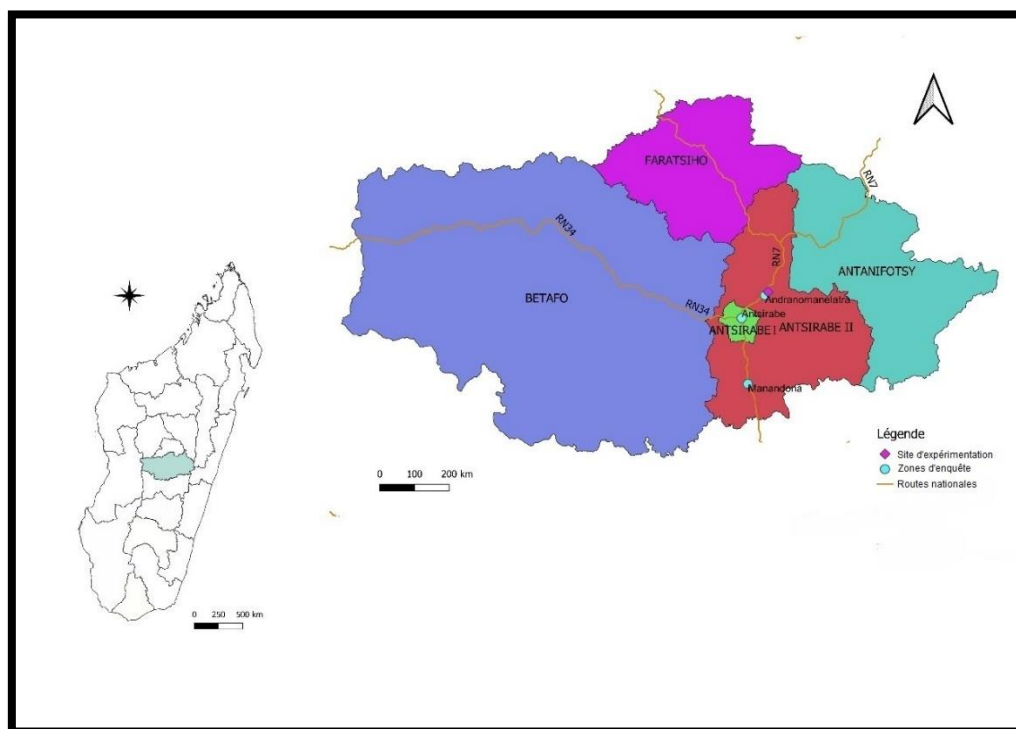 FARATSIHO
RN7
RN34
ANTANIFOTSY
RN7
BETAFO
RN34
Andranomanelatra
Antsirabe
ANTSIRABE I
ANTSIRABE II
Manandona
Légende
Site d'expérimentation
Zones d'enquête
Routes nationales
0 100 200 km
0 250 500 km